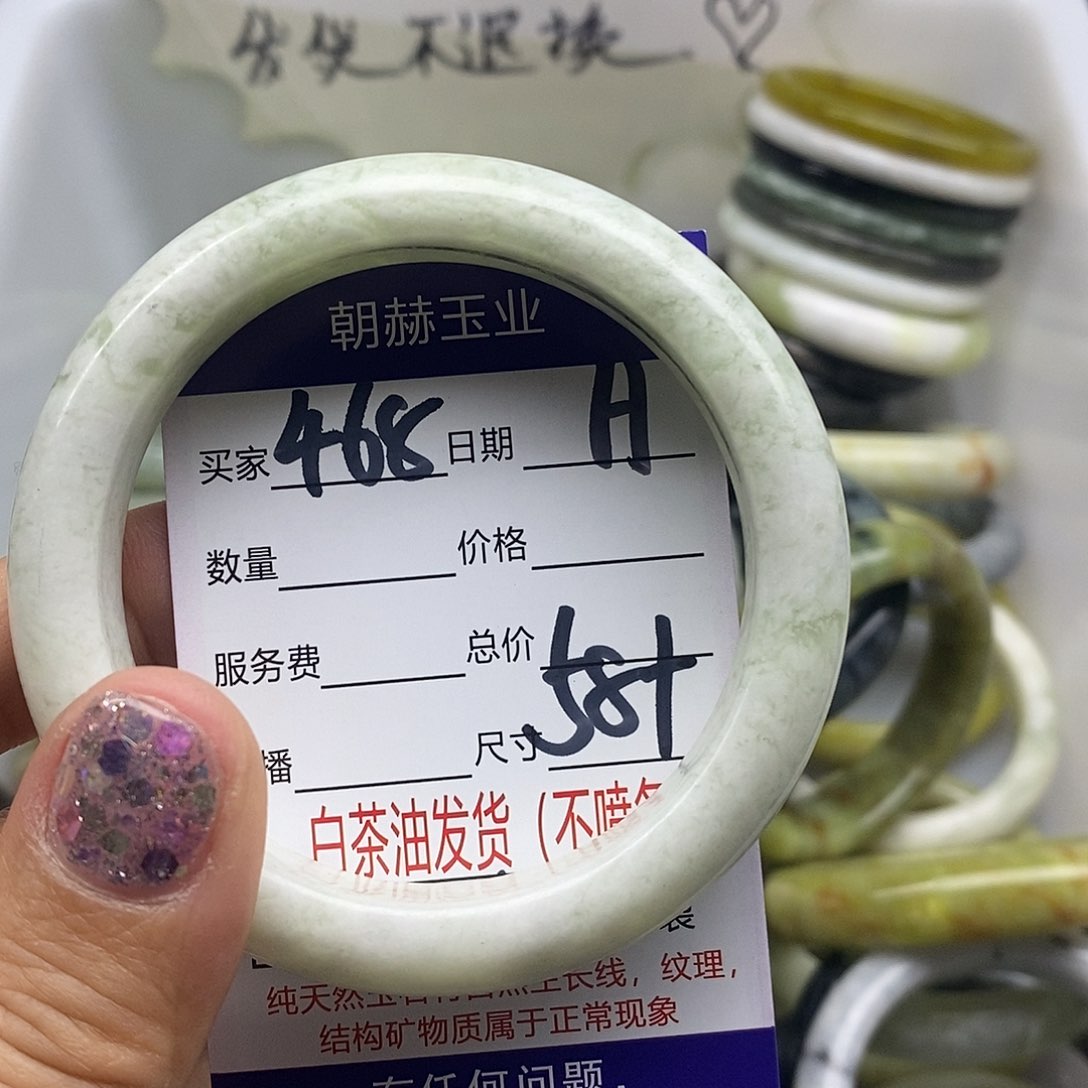 不退换
朝赫玉业
买家 468 日期 H
数量 价格
服务费 总价
播 尺寸 58+
白茶油发货（不喷
袋
纯天然玉石有自然生长线，纹理，
结构矿物质属于正常现象
有任何问题，